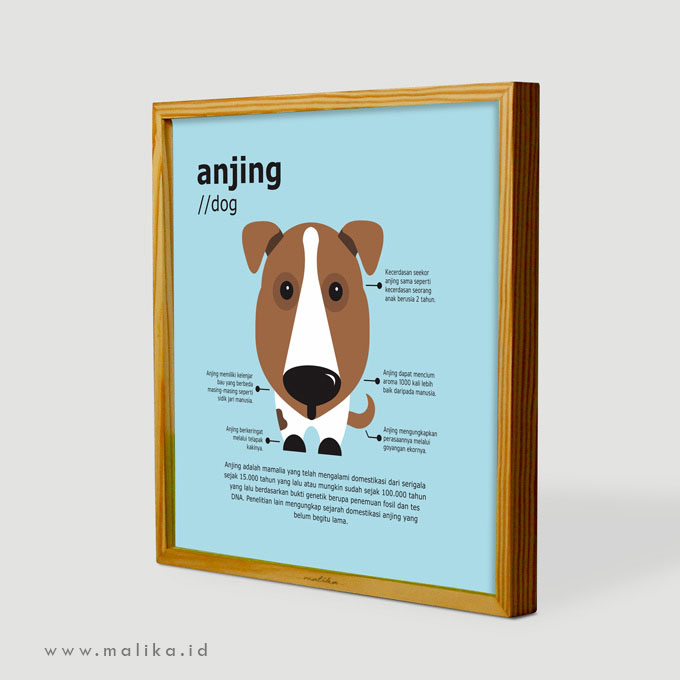 anjing
//dog
Kecerdasan seekor
anjing sama seperti
kecerdasan seorang
anak berusia 2 tahun.
Anjing memiliki kelenjar
bau yang berbeda
masing-masing seperti
sidik jari manusia.
Anjing dapat mencium
aroma 1000 kali lebih
baik daripada manusia.
Anjing berkeringat
melalui telapak
kakinya.
Anjing mengungkapkan
perasaannya melalui
goyangan ekornya.
Anjing adalah mamalia yang telah mengalami domestikasi dari serigala
sejak 15.000 tahun yang lalu atau mungkin sudah sejak 100.000 tahun
yang lalu berdasarkan bukti genetik berupa penemuan fosil dan tes
DNA. Penelitian lain mengungkap sejarah domestikasi anjing yang
belum begitu lama.
malika
www.malika.id